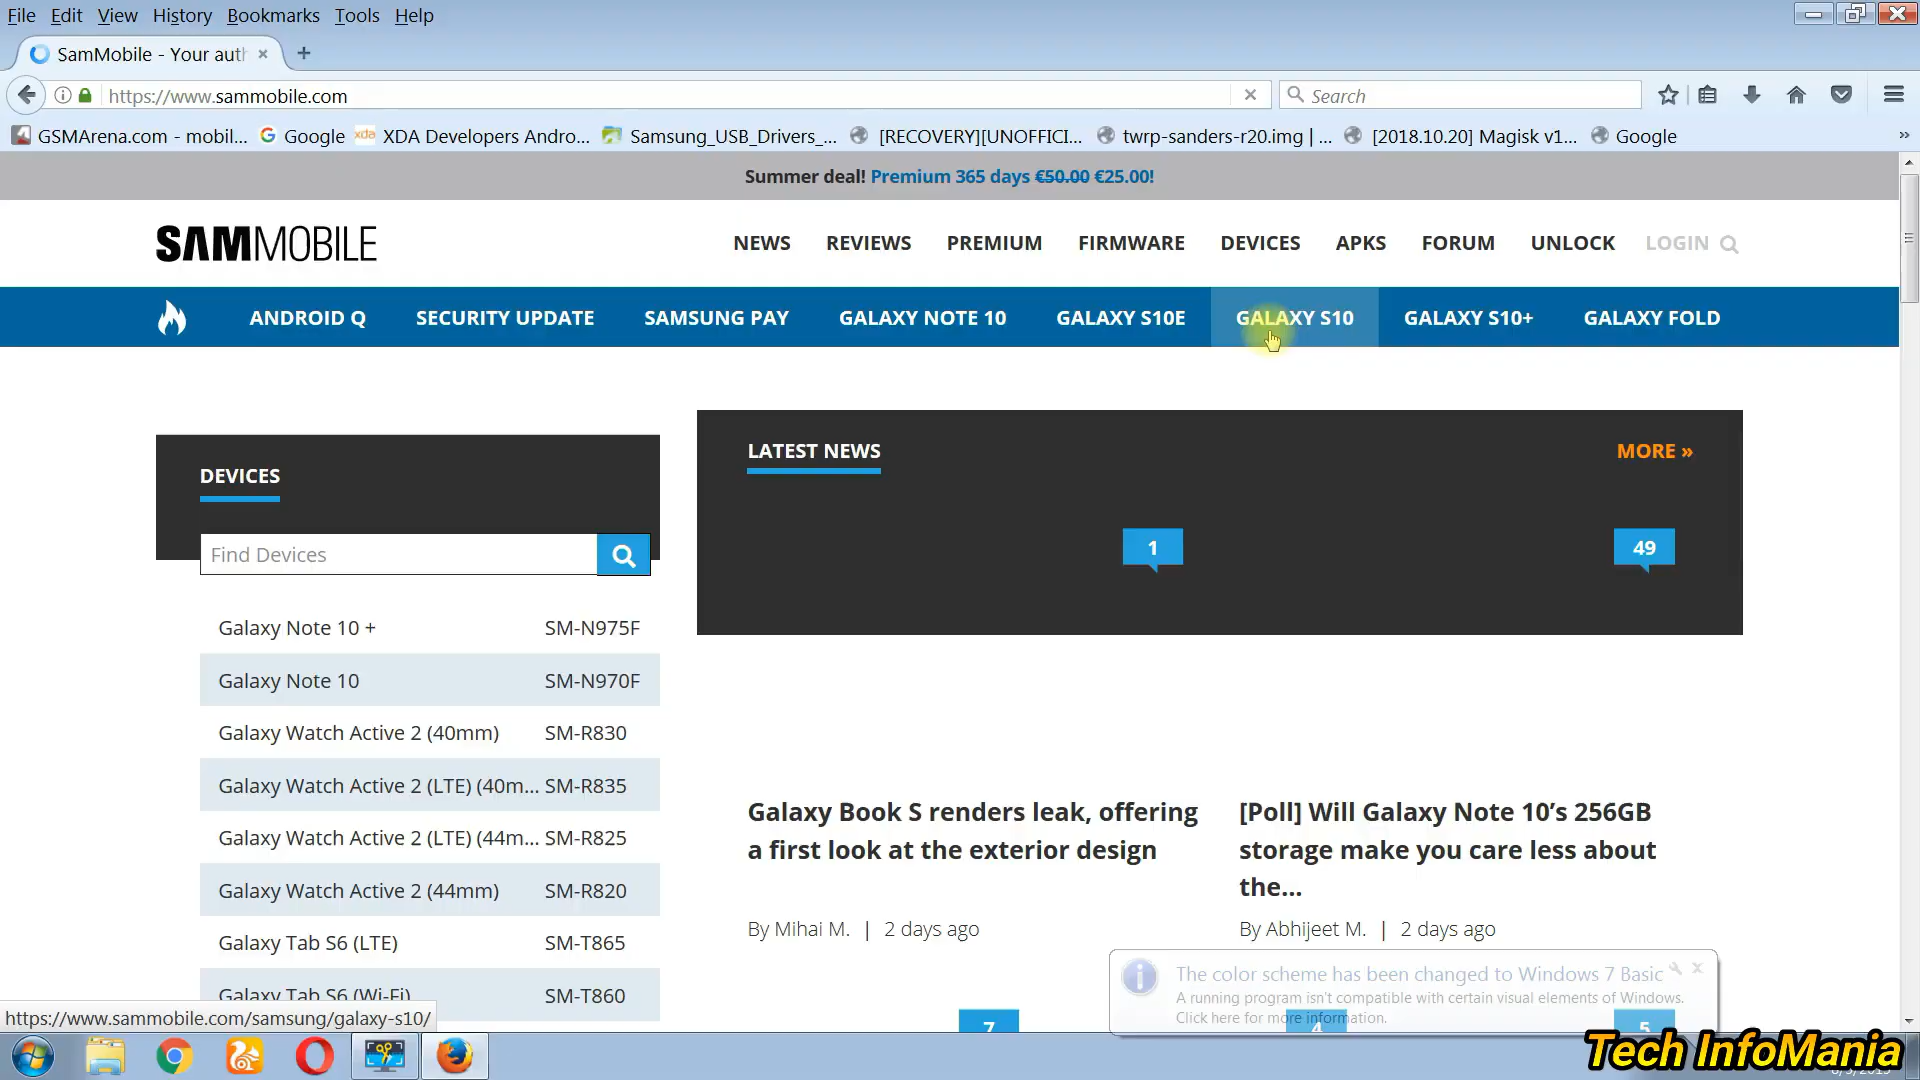 File Edit View History Bookmarks Tools Help
SamMobile - Your auth
https://www.sammobile.com
Search
GSMArena.com - mobil... Google XDA Developers Andro... Samsung_USB_Drivers_... [RECOVERY][UNOFFICI... twrp-sanders-r20.img | ... [2018.10.20] Magisk v1... Google
Summer deal! Premium 365 days €50.00 €25.00!
SAMMOBILE
NEWS REVIEWS PREMIUM FIRMWARE DEVICES APKS FORUM UNLOCK LOGIN
ANDROID Q SECURITY UPDATE SAMSUNG PAY GALAXY NOTE 10 GALAXY S10E GALAXY S10 GALAXY S10+ GALAXY FOLD
DEVICES
Find Devices
Galaxy Note 10 + SM-N975F
Galaxy Note 10 SM-N970F
Galaxy Watch Active 2 (40mm) SM-R830
Galaxy Watch Active 2 (LTE) (40m... SM-R835
Galaxy Watch Active 2 (LTE) (44m... SM-R825
Galaxy Watch Active 2 (44mm) SM-R820
Galaxy Tab S6 (LTE) SM-T865
Galaxy Tab S6 (Wi-Fi) SM-T860
LATEST NEWS MORE »
1 49
Galaxy Book S renders leak, offering
a first look at the exterior design
By Mihai M. | 2 days ago
[Poll] Will Galaxy Note 10’s 256GB
storage make you care less about
the...
By Abhijeet M. | 2 days ago
7 4 5
The color scheme has been changed to Windows 7 Basic
A running program isn't compatible with certain visual elements of Windows.
Click here for more information.
https://www.sammobile.com/samsung/galaxy-s10/
Tech InfoMania